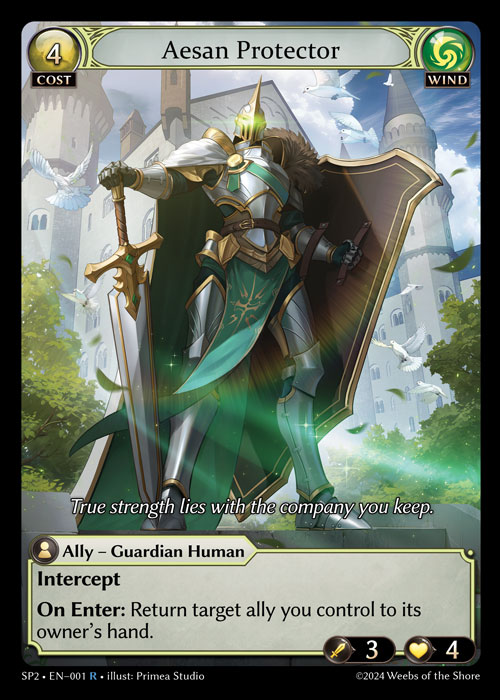 4
COST
Aesan Protector
WIND
True strength lies with the company you keep.
Ally – Guardian Human
Intercept
On Enter: Return target ally you control to its
owner's hand.
3
4
SP2 • EN–001 R • illust: Primea Studio
©2024 Weebs of the Shore